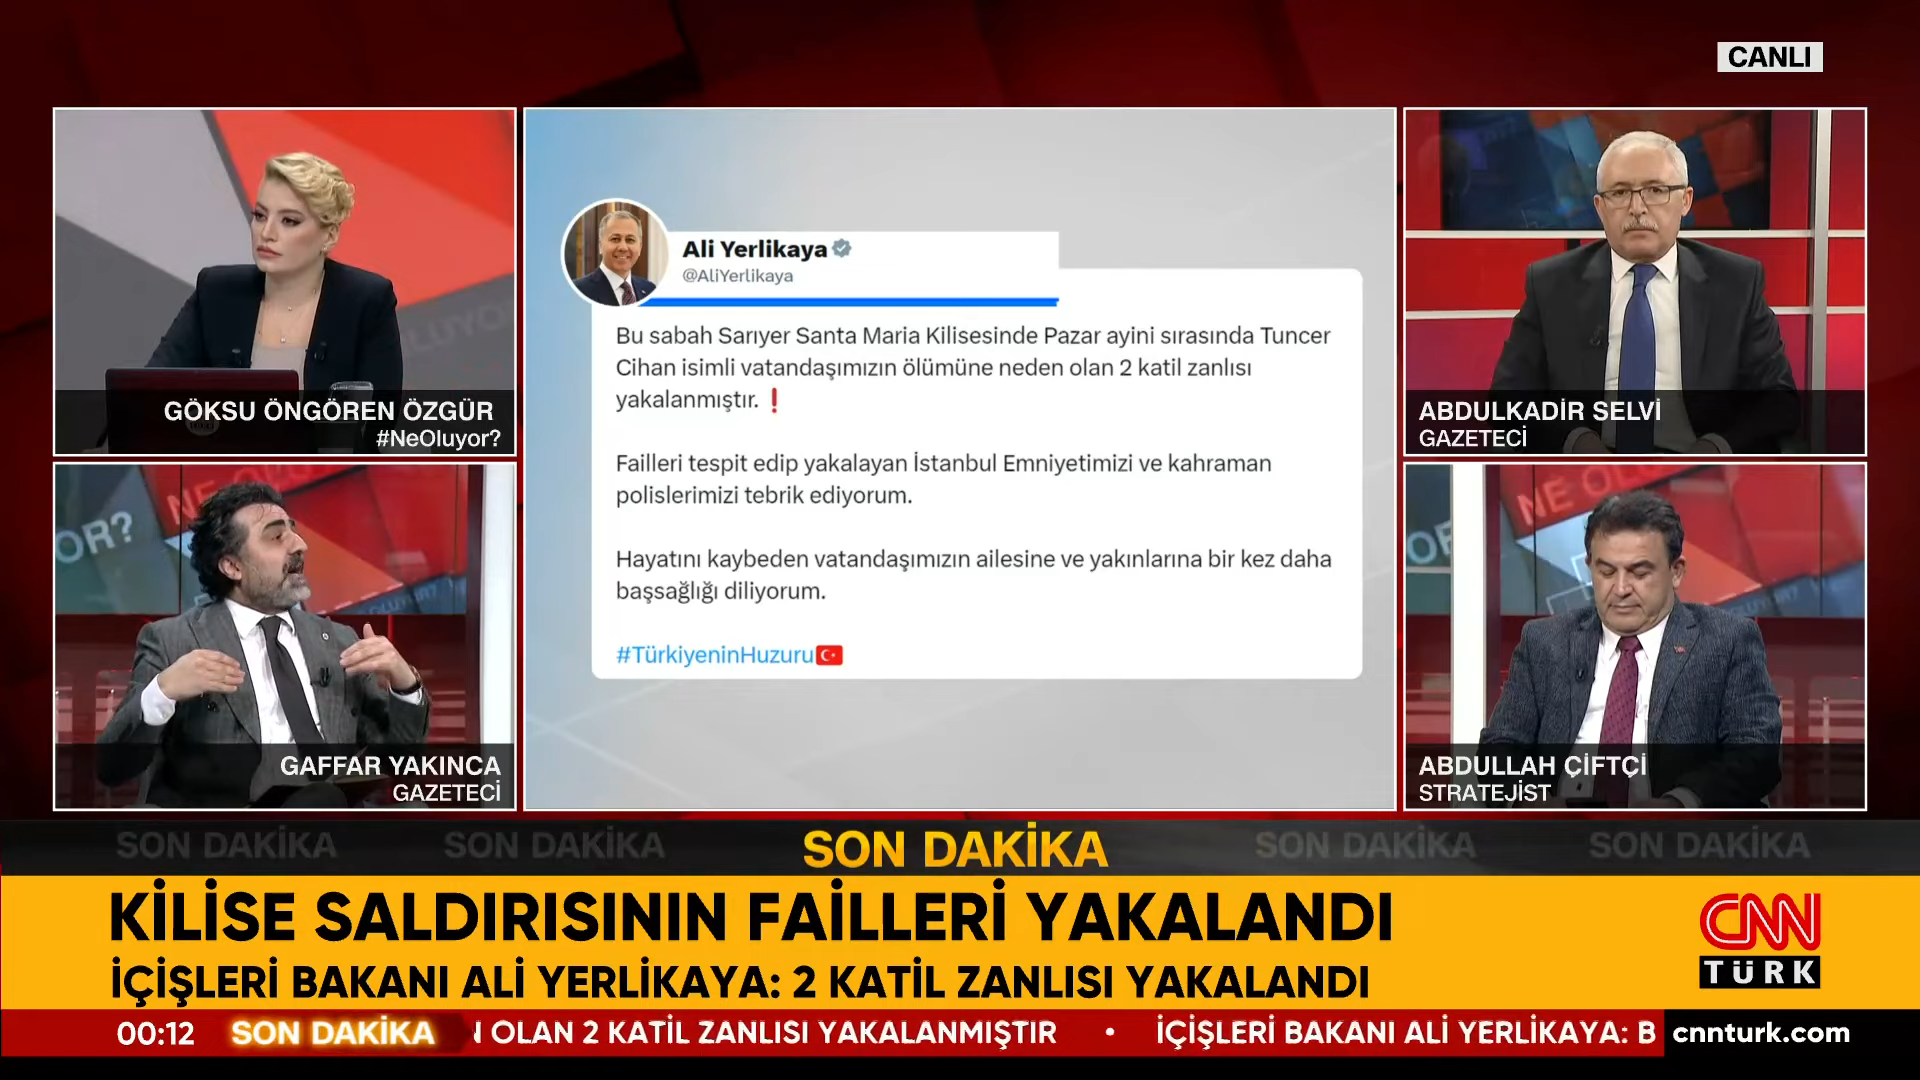 CANLI
GÖKSU ÖNGÖREN ÖZGÜR
#NeOluyor?
Ali Yerlikaya
@AliYerlikaya
Bu sabah Sarıyer Santa Maria Kilisesinde Pazar ayini sırasında Tuncer
Cihan isimli vatandaşımızın ölümüne neden olan 2 katil zanlısı
yakalanmıştır. ❗
Failleri tespit edip yakalayan İstanbul Emniyetimizi ve kahraman
polislerimizi tebrik ediyorum.
Hayatını kaybeden vatandaşımızın ailesine ve yakınlarına bir kez daha
başsağlığı diliyorum.
#TürkiyeninHuzuru🇹🇷
ABDULKADİR SELVİ
GAZETECİ
OR?
NE OLU
GAFFAR YAKINCA
GAZETECİ
NE OLU
ABDULLAH ÇİFTÇİ
STRATEJİST
SON DAKİKA SON DAKİKA SON DAKİKA SON DAKİKA SON DAKİKA
KİLİSE SALDIRISININ FAİLLERİ YAKALANDI
İÇİŞLERİ BAKANI ALİ YERLİKAYA: 2 KATİL ZANLISI YAKALANDI
CNN
TÜRK
00:12 SON DAKİKA N OLAN 2 KATİL ZANLISI YAKALANMIŞTIR • İÇİŞLERİ BAKANI ALİ YERLİKAYA: B cnnturk.com